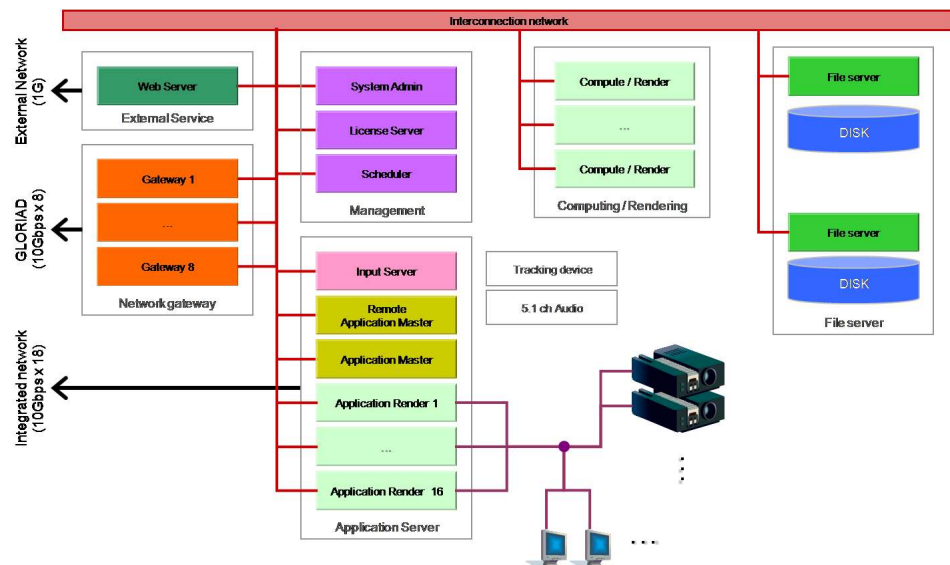 Interconnection network
External Network
(1G)
Web Server
External Service
System Admin
License Server
Scheduler
Management
Compute / Render
...
Compute / Render
Computing / Rendering
File server
DISK
File server
DISK
File server
GLORIAD
(10Gbps x 8)
Gateway 1
...
Gateway 8
Network gateway
Integrated network
(10Gbps x 18)
Input Server
Remote
Application Master
Application Master
Application Render 1
...
Application Render 16
Application Server
Tracking device
5.1 ch Audio